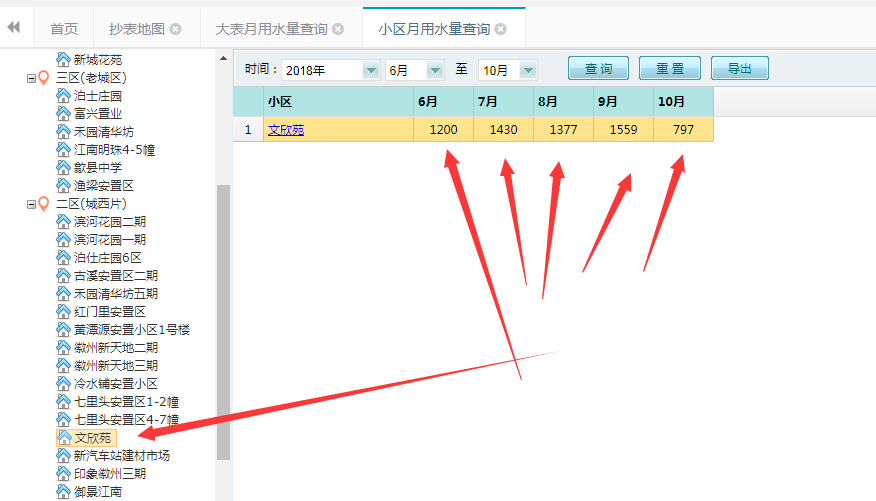 首页 抄表地图 大表月用水量查询 小区月用水量查询
新城花苑
三区(老城区)
泊士庄园
富兴置业
禾园清华坊
江南明珠4-5幢
歙县中学
渔梁安置区
二区(城西片)
滨河花园二期
滨河花园一期
泊仕庄园6区
古溪安置区二期
禾园清华坊五期
红门里安置区
黄潭源安置小区1号楼
徽州新天地二期
徽州新天地三期
冷水铺安置小区
七里头安置区1-2幢
七里头安置区4-7幢
文欣苑
新汽车站建材市场
印象徽州三期
御景江南
时间： 2018年 6月 至 10月 查询 重置 导出
小区 6月 7月 8月 9月 10月
1 文欣苑 1200 1430 1377 1559 797